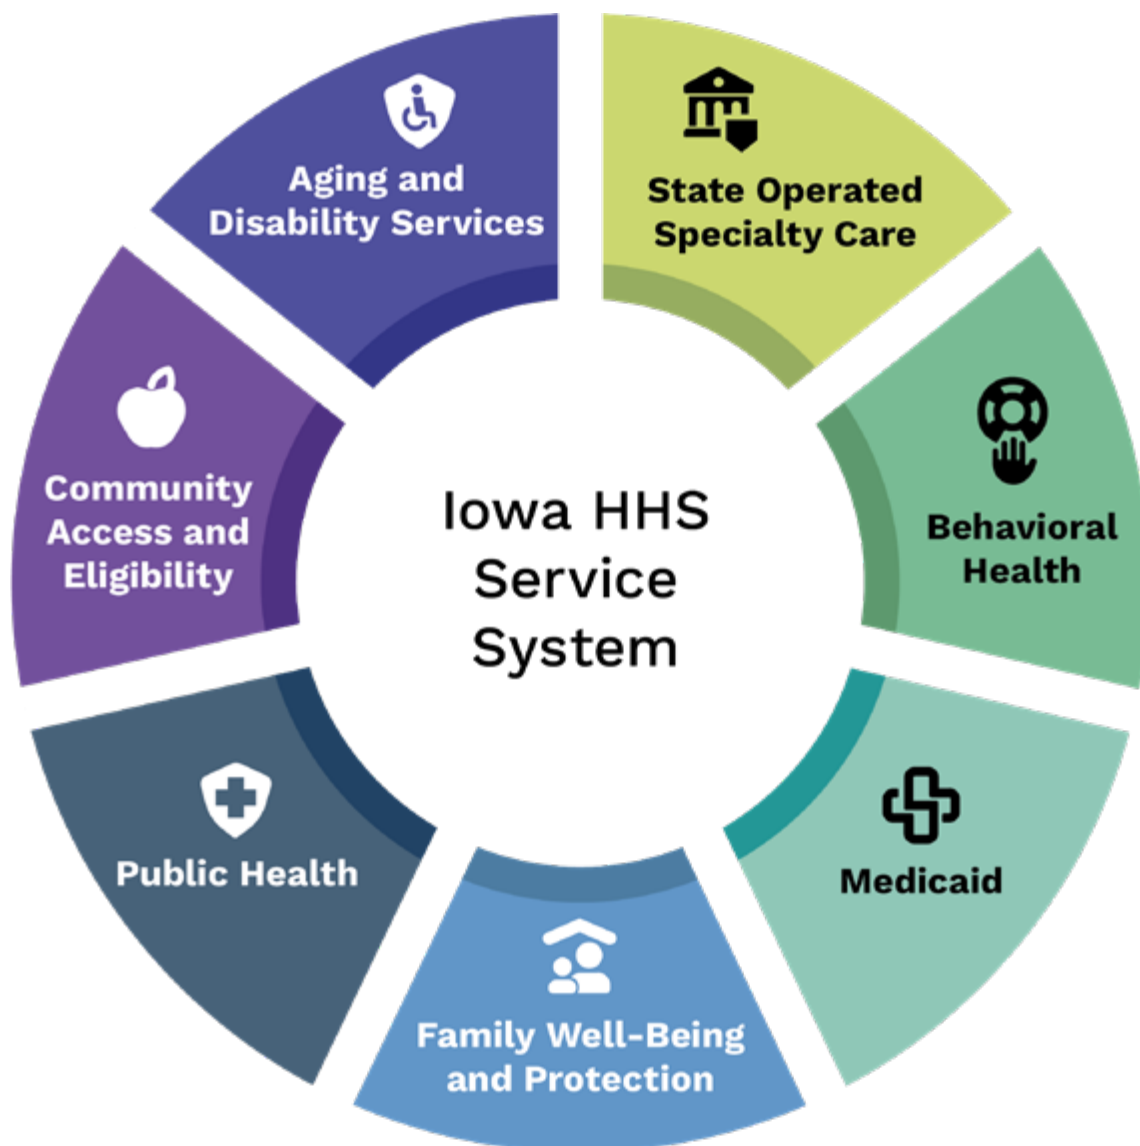 Aging and
Disability Services
State Operated
Specialty Care
Behavioral
Health
Medicaid
Family Well-Being
and Protection
Public Health
Community
Access and
Eligibility
Iowa HHS
Service
System